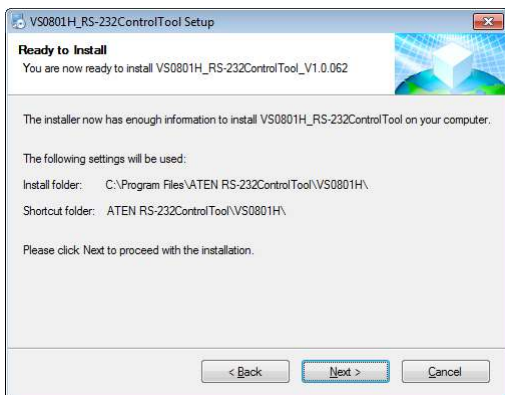 VS0801H_RS-232ControlTool Setup
Ready to Install
You are now ready to install VS0801H_RS-232ControlTool_V1.0.062
The installer now has enough information to install VS0801H_RS-232ControlTool on your computer.
The following settings will be used:
Install folder: C:\Program Files\ATEN RS-232ControlTool\VS0801H\
Shortcut folder: ATEN RS-232ControlTool\VS0801H\
Please click Next to proceed with the installation.
< Back Next > Cancel